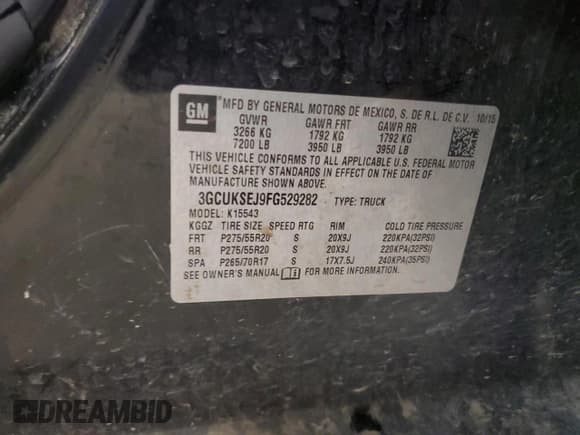 GM MFD BY GENERAL MOTORS DE MEXICO, S. DE R.L. DE C.V. 10/15
GVWR GAWR FRT GAWR RR
3266 KG 1792 KG 1792 KG
7200 LB 3950 LB 3950 LB
THIS VEHICLE CONFORMS TO ALL APPLICABLE U.S. FEDERAL MOTOR
VEHICLE SAFETY STANDARDS IN EFFECT ON THE DATE OF
MANUFACTURE SHOWN ABOVE.
3GCUKSEJ9FG529282 TYPE: TRUCK
MODEL: K15543
KGGZ TIRE SIZE SPEED RTG RIM COLD TIRE PRESSURE
FRT P275/55R20 S 20X9J 220KPA(32PSI)
RR P275/55R20 S 20X9J 220KPA(32PSI)
SPA P265/70R17 S 17X7.5J 240KPA(35PSI)
SEE OWNER'S MANUAL FOR MORE INFORMATION.
DREAMBID